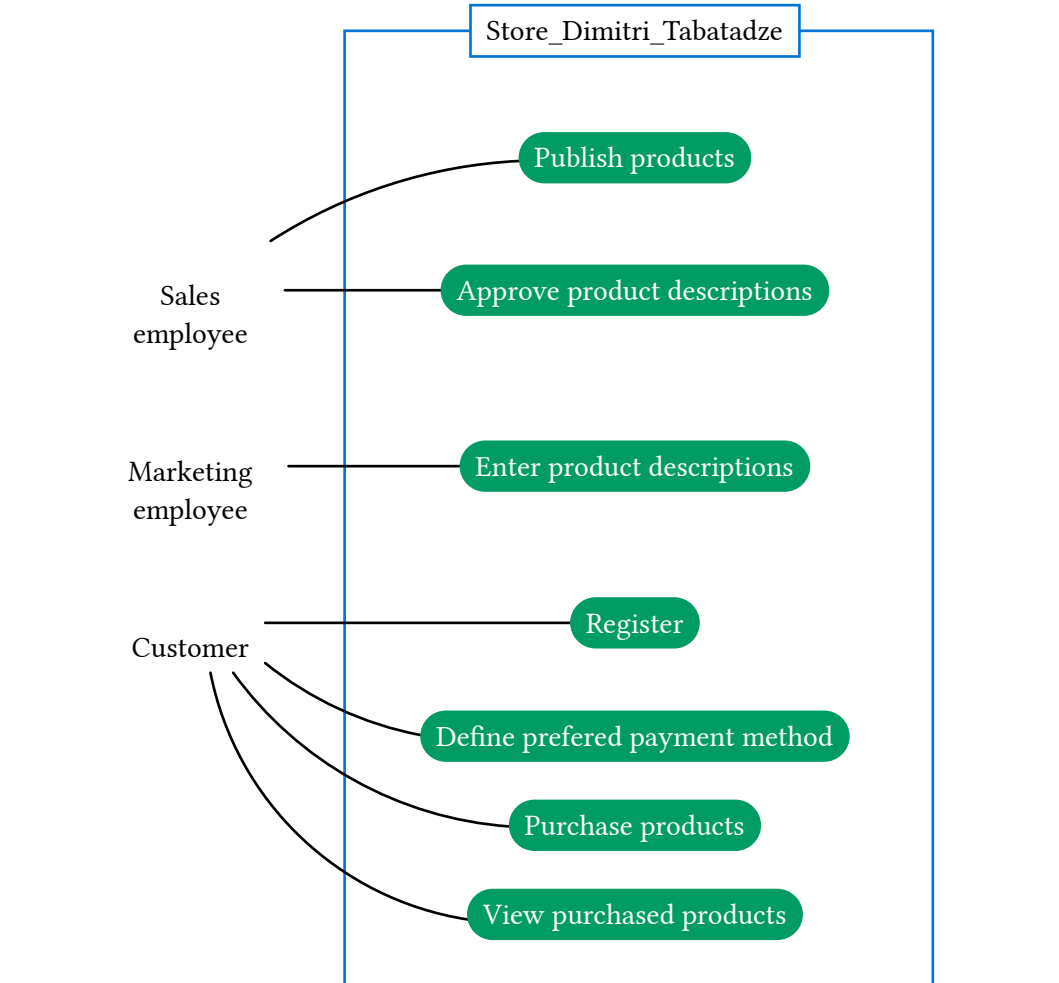 Store_Dimitri_Tabatadze
Publish products
Approve product descriptions
Sales
employee
Enter product descriptions
Marketing
employee
Register
Customer
Define prefered payment method
Purchase products
View purchased products